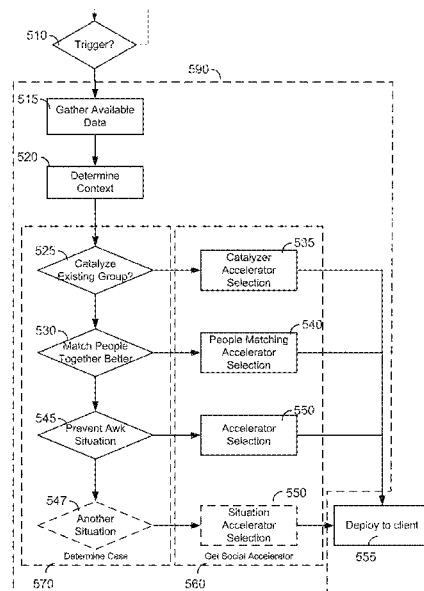 510
Trigger?
590
515
Gather Available
Data
520
Determine
Context
525
Catalyze
Existing Group?
535
Catalyzer
Accelerator
Selection
530
Match People
Together Better
540
People Matching
Accelerator
Selection
545
Prevent Awk
Situation
550
Accelerator
Selection
547
Another
Situation
550
Situation
Accelerator
Selection
Deploy to client
555
Determine Case
Get Social Accelerator
570
560